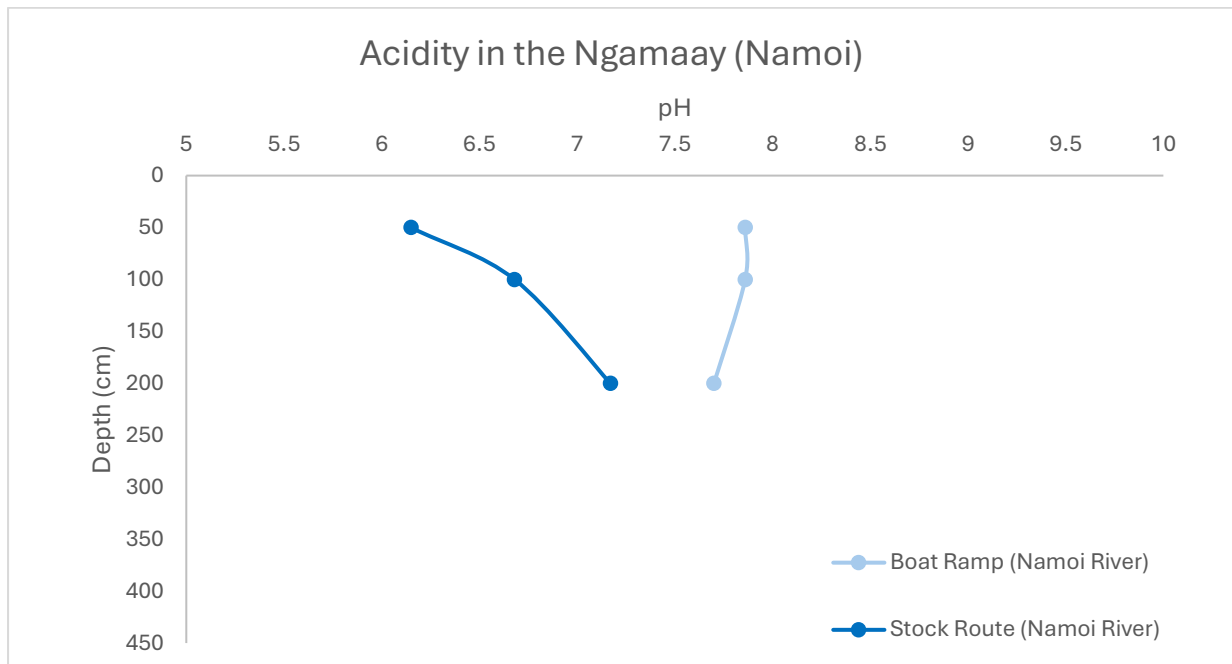 Acidity in the Ngamaay (Namoi)
pH
5 5.5 6 6.5 7 7.5 8 8.5 9 9.5 10
0
50
100
150
200
250
300
350
400
450
Depth (cm)
Boat Ramp (Namoi River)
Stock Route (Namoi River)